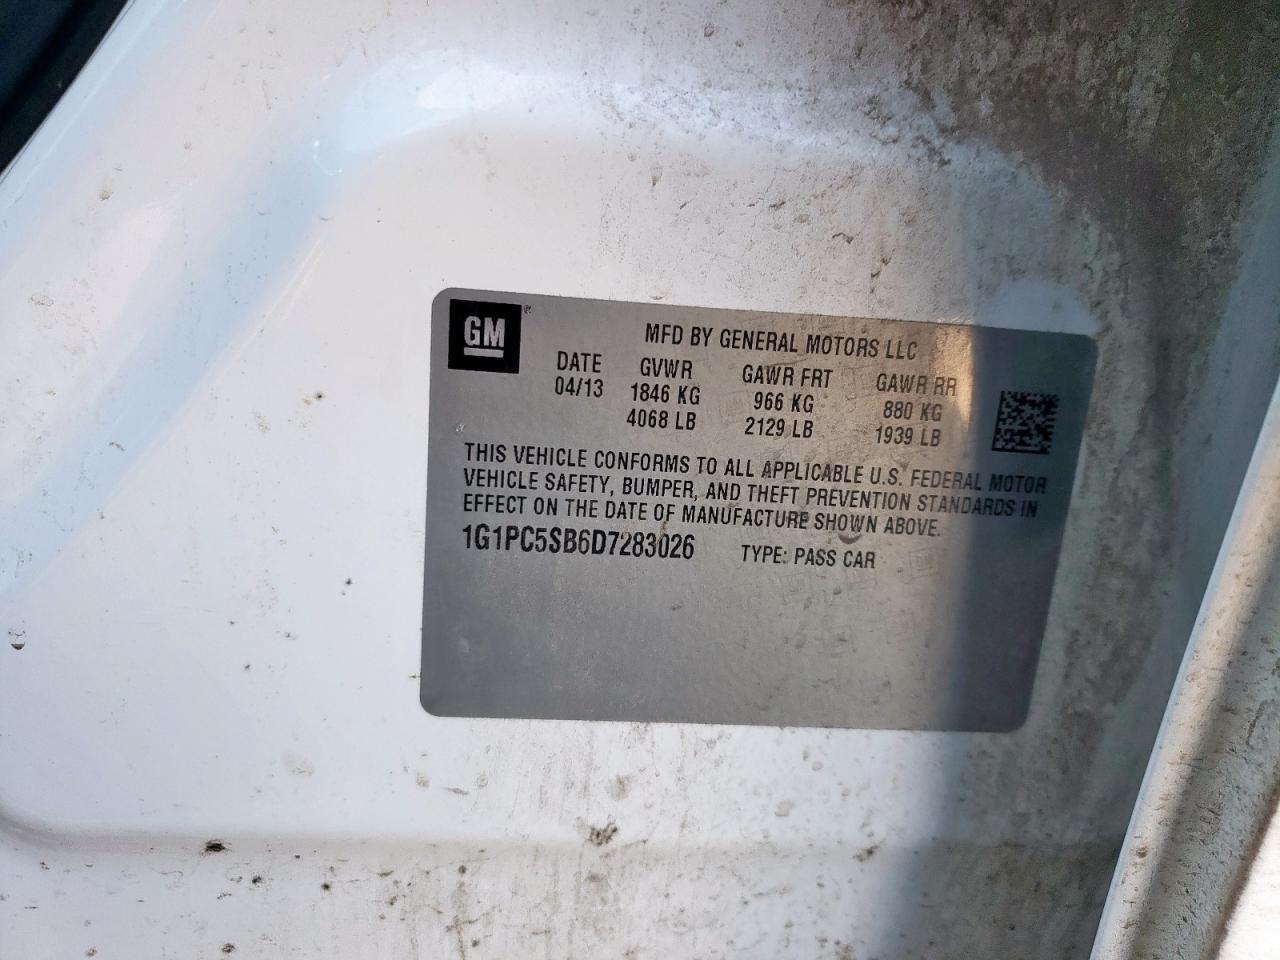 GM®
MFD BY GENERAL MOTORS LLC
DATE GVWR GAWR FRT GAWR RR
04/13 1846 KG 966 KG 880 KG
4068 LB 2129 LB 1939 LB
THIS VEHICLE CONFORMS TO ALL APPLICABLE U.S. FEDERAL MOTOR
VEHICLE SAFETY, BUMPER, AND THEFT PREVENTION STANDARDS IN
EFFECT ON THE DATE OF MANUFACTURE SHOWN ABOVE.
1G1PC5SB6D7283026 TYPE: PASS CAR